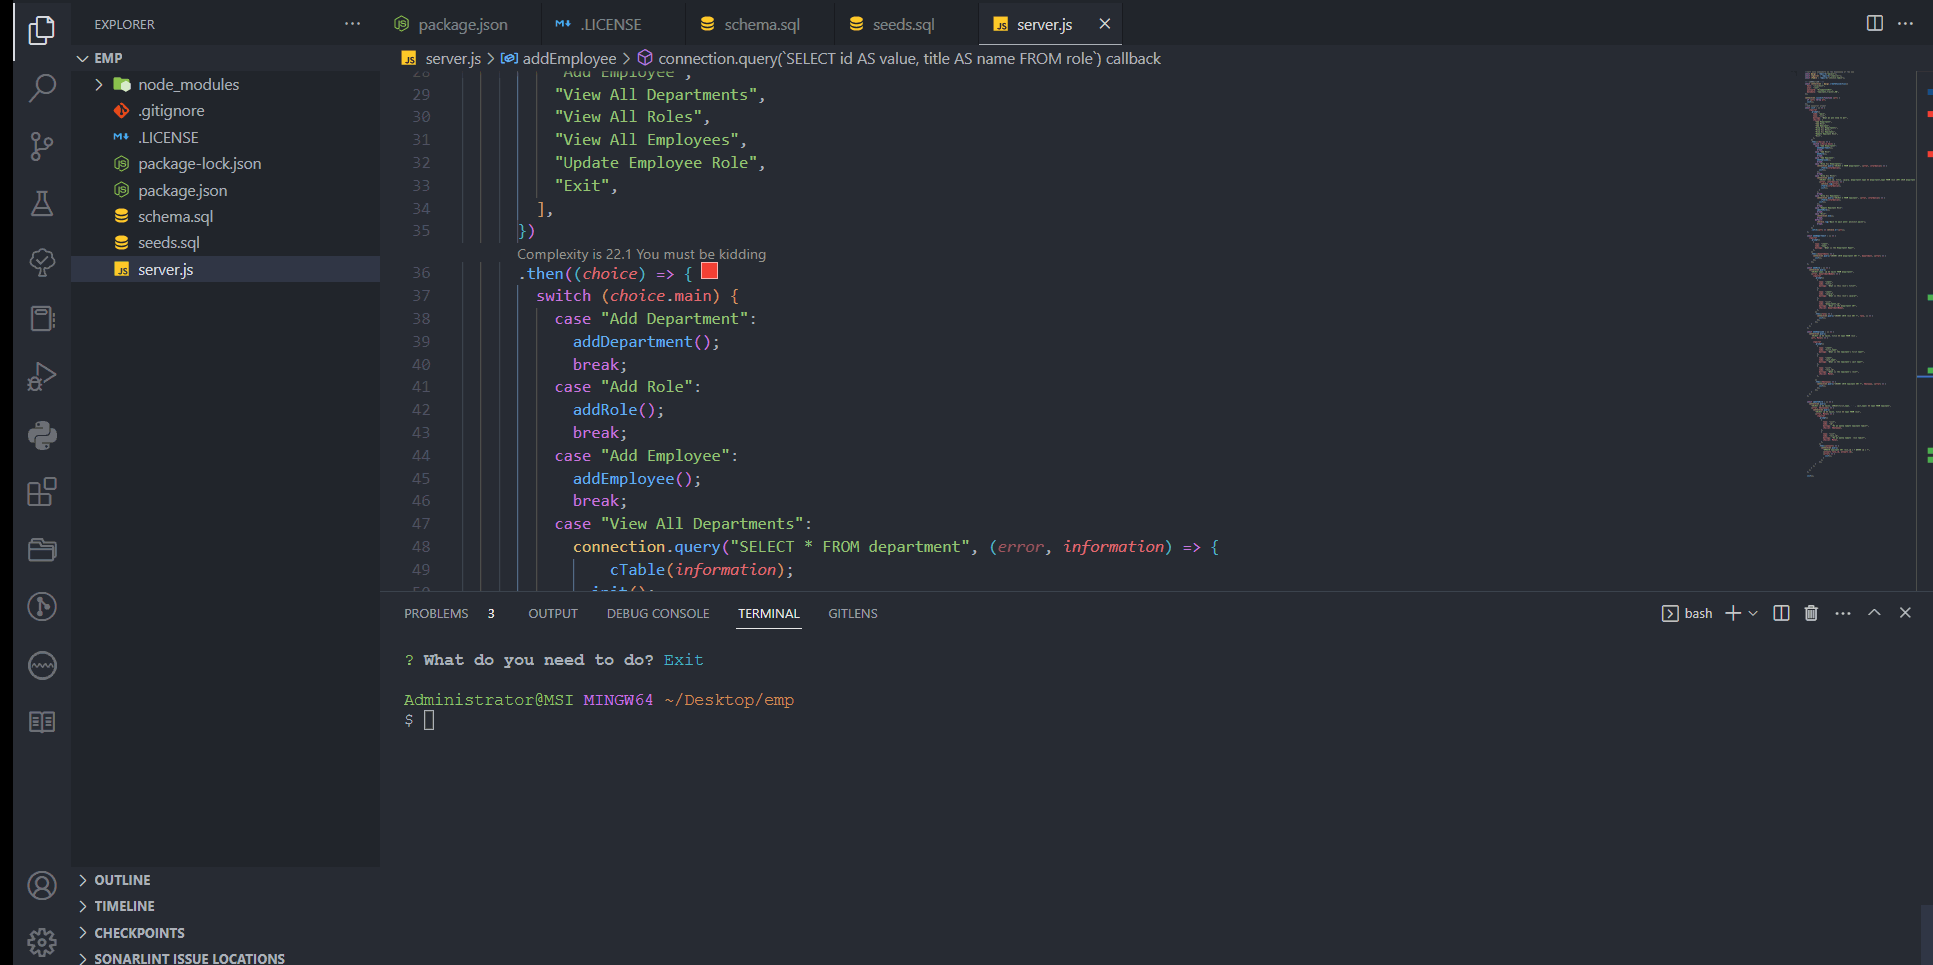 EXPLORER
EMP
node_modules
.gitignore
.LICENSE
package-lock.json
package.json
schema.sql
seeds.sql
server.js
OUTLINE
TIMELINE
CHECKPOINTS
SONARLINT ISSUE LOCATIONS
package.json .LICENSE schema.sql seeds.sql server.js
server.js > addEmployee > connection.query(`SELECT id AS value, title AS name FROM role`) callback
28 "Add Employee",
29 "View All Departments",
30 "View All Roles",
31 "View All Employees",
32 "Update Employee Role",
33 "Exit",
34 ],
35 })
Complexity is 22.1 You must be kidding
36 .then((choice) => {
37 switch (choice.main) {
38 case "Add Department":
39 addDepartment();
40 break;
41 case "Add Role":
42 addRole();
43 break;
44 case "Add Employee":
45 addEmployee();
46 break;
47 case "View All Departments":
48 connection.query("SELECT * FROM department", (error, information) => {
49 cTable(information);
50 init();
PROBLEMS 3 OUTPUT DEBUG CONSOLE TERMINAL GITLENS bash
? What do you need to do? Exit
Administrator@MSI MINGW64 ~/Desktop/emp
$